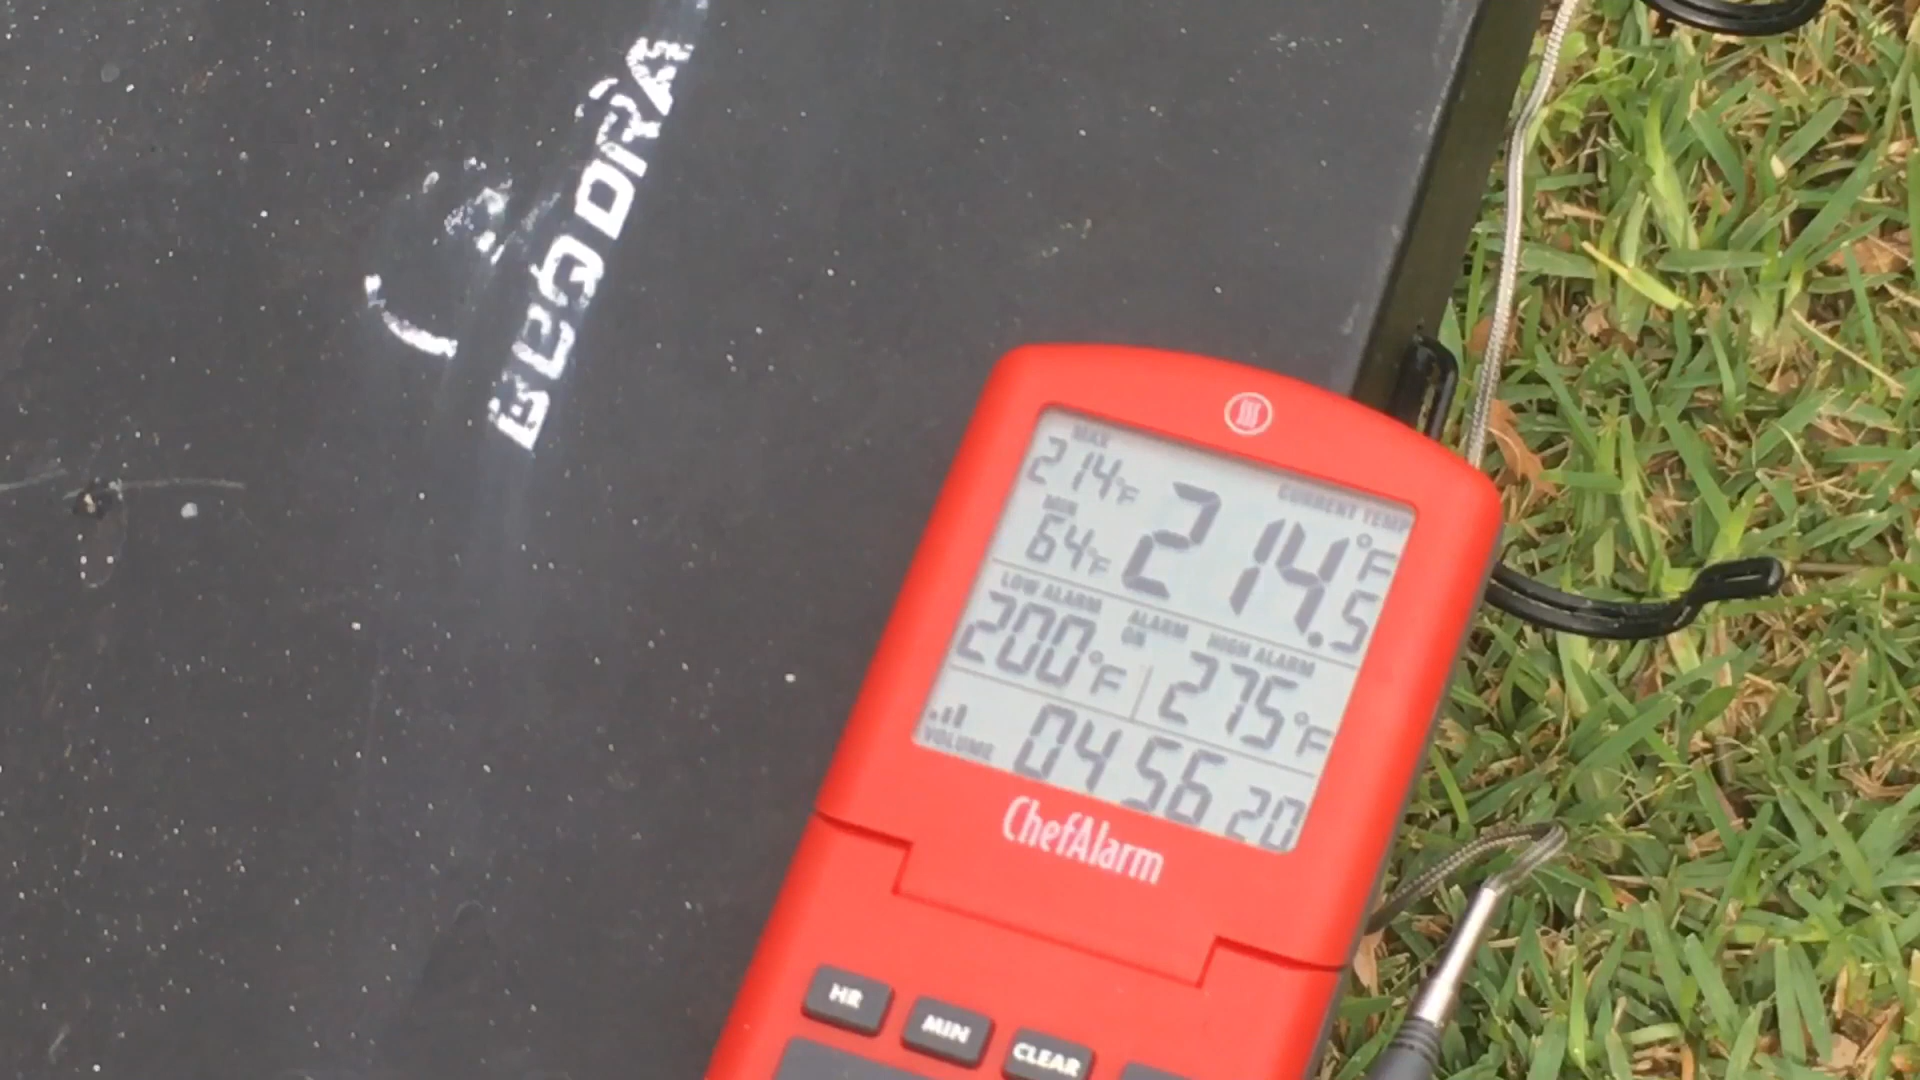 MAX
214°F
CURRENT TEMP
214.5°F
MIN
64°F
LOW ALARM
200°F
ALARM ON
HIGH ALARM
275°F
VOLUME
04 56 20
ChefAlarm
HR
MIN
CLEAR